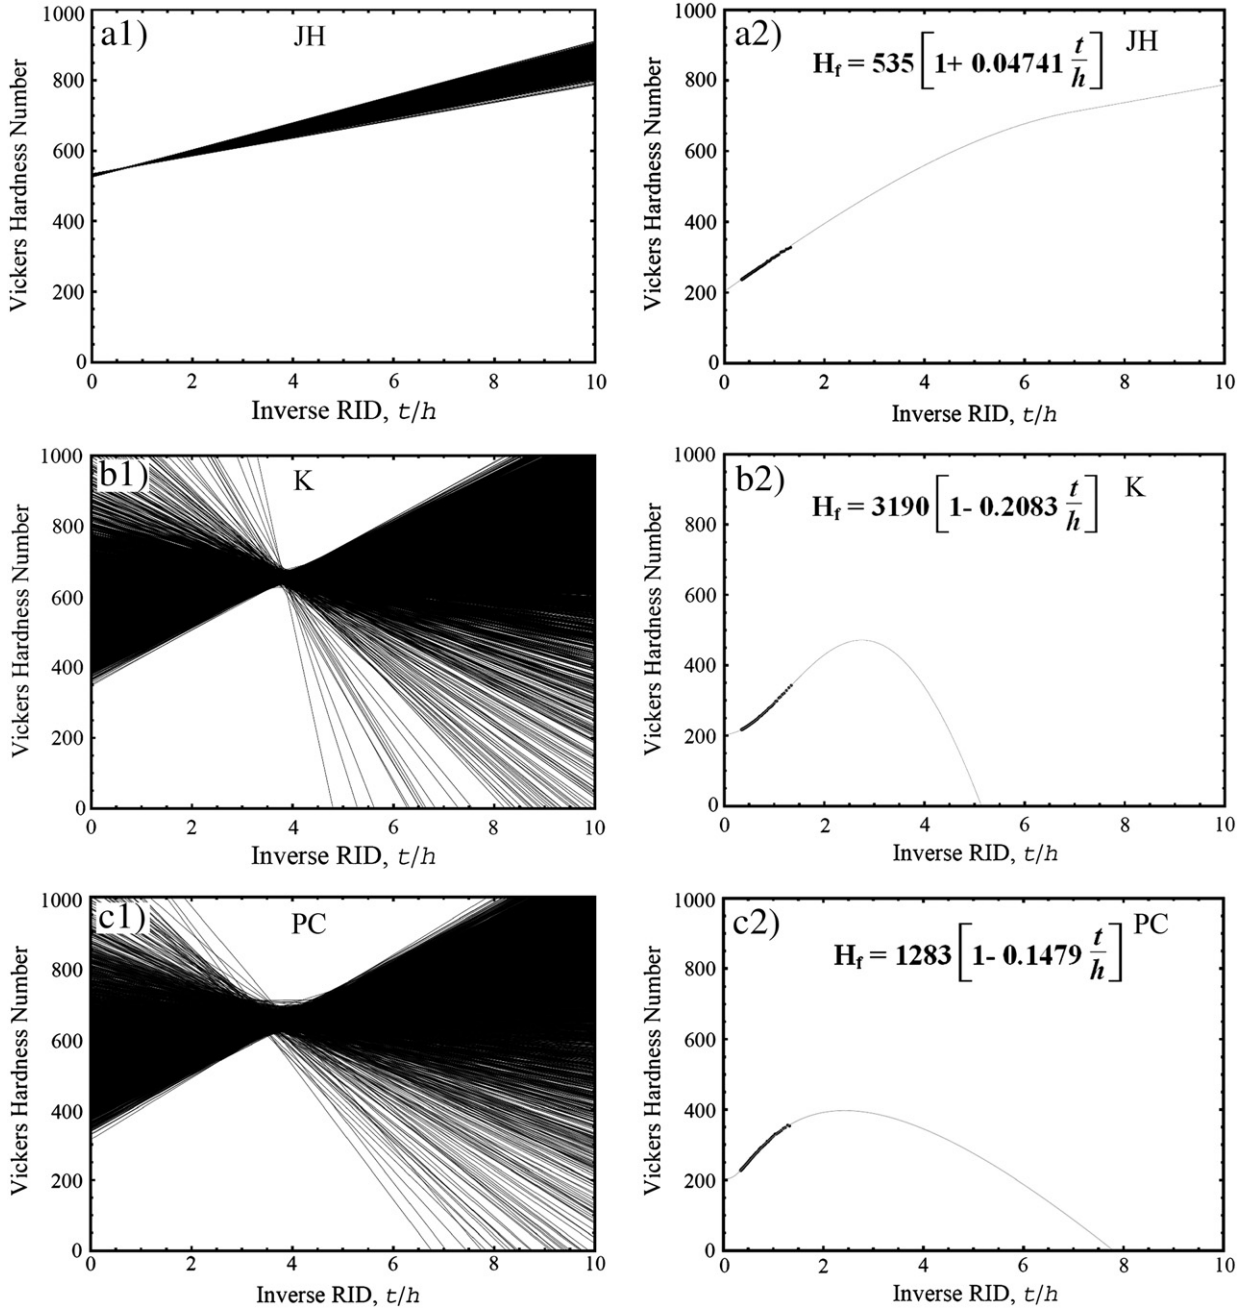 a1)
JH
Vickers Hardness Number
1000
800
600
400
200
0
0 2 4 6 8 10
Inverse RID, t/h
a2)
JH
H_f = 535 [1+ 0.04741 t/h]
Vickers Hardness Number
1000
800
600
400
200
0
0 2 4 6 8 10
Inverse RID, t/h
b1)
K
Vickers Hardness Number
1000
800
600
400
200
0
0 2 4 6 8 10
Inverse RID, t/h
b2)
K
H_f = 3190 [1- 0.2083 t/h]
Vickers Hardness Number
1000
800
600
400
200
0
0 2 4 6 8 10
Inverse RID, t/h
c1)
PC
Vickers Hardness Number
1000
800
600
400
200
0
0 2 4 6 8 10
Inverse RID, t/h
c2)
PC
H_f = 1283 [1- 0.1479 t/h]
Vickers Hardness Number
1000
800
600
400
200
0
0 2 4 6 8 10
Inverse RID, t/h